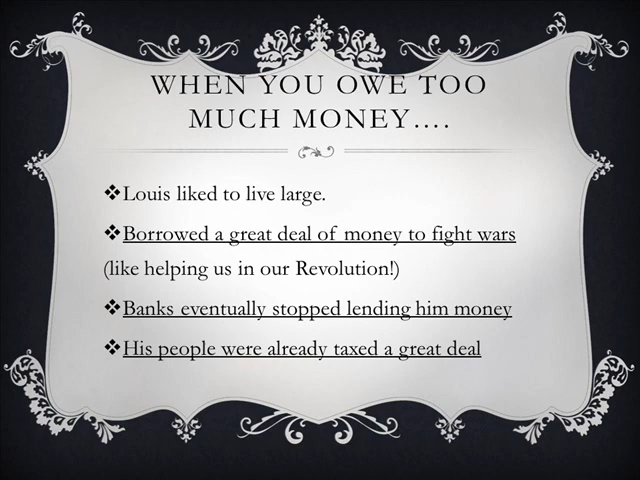 WHEN YOU OWE TOO
MUCH MONEY....
❖Louis liked to live large.
❖Borrowed a great deal of money to fight wars
(like helping us in our Revolution!)
❖Banks eventually stopped lending him money
❖His people were already taxed a great deal